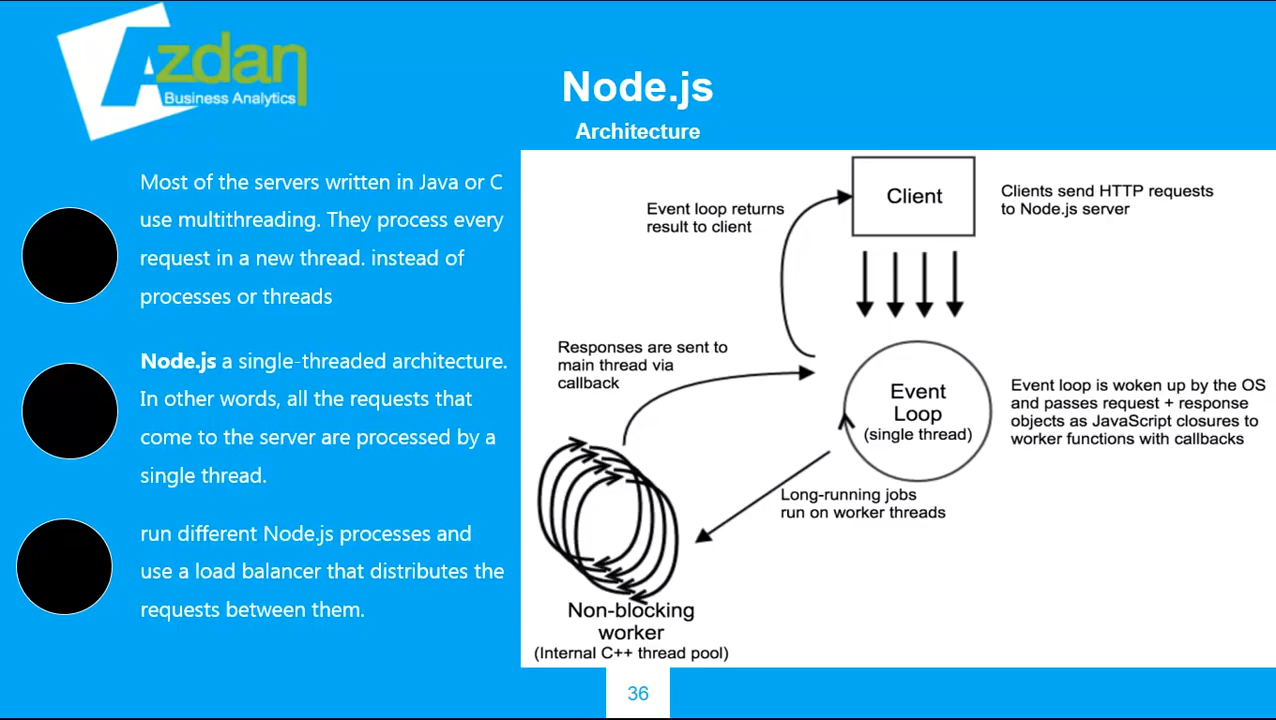 Azdan
Business Analytics
Node.js
Architecture
Most of the servers written in Java or C
use multithreading. They process every
request in a new thread. instead of
processes or threads
Node.js a single-threaded architecture.
In other words, all the requests that
come to the server are processed by a
single thread.
run different Node.js processes and
use a load balancer that distributes the
requests between them.
Client
Clients send HTTP requests
to Node.js server
Event loop returns
result to client
Responses are sent to
main thread via
callback
Event
Loop
(single thread)
Event loop is woken up by the OS
and passes request + response
objects as JavaScript closures to
worker functions with callbacks
Long-running jobs
run on worker threads
Non-blocking
worker
(Internal C++ thread pool)
36